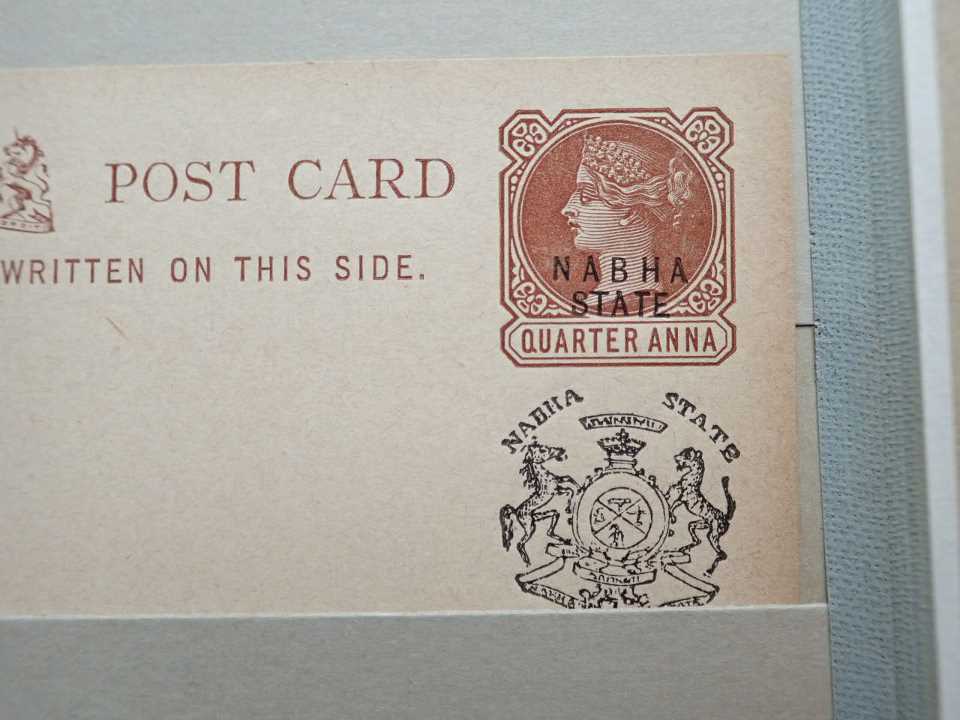 POST CARD
WRITTEN ON THIS SIDE.
NABHA
STATE
QUARTER ANNA
NABHA STATE